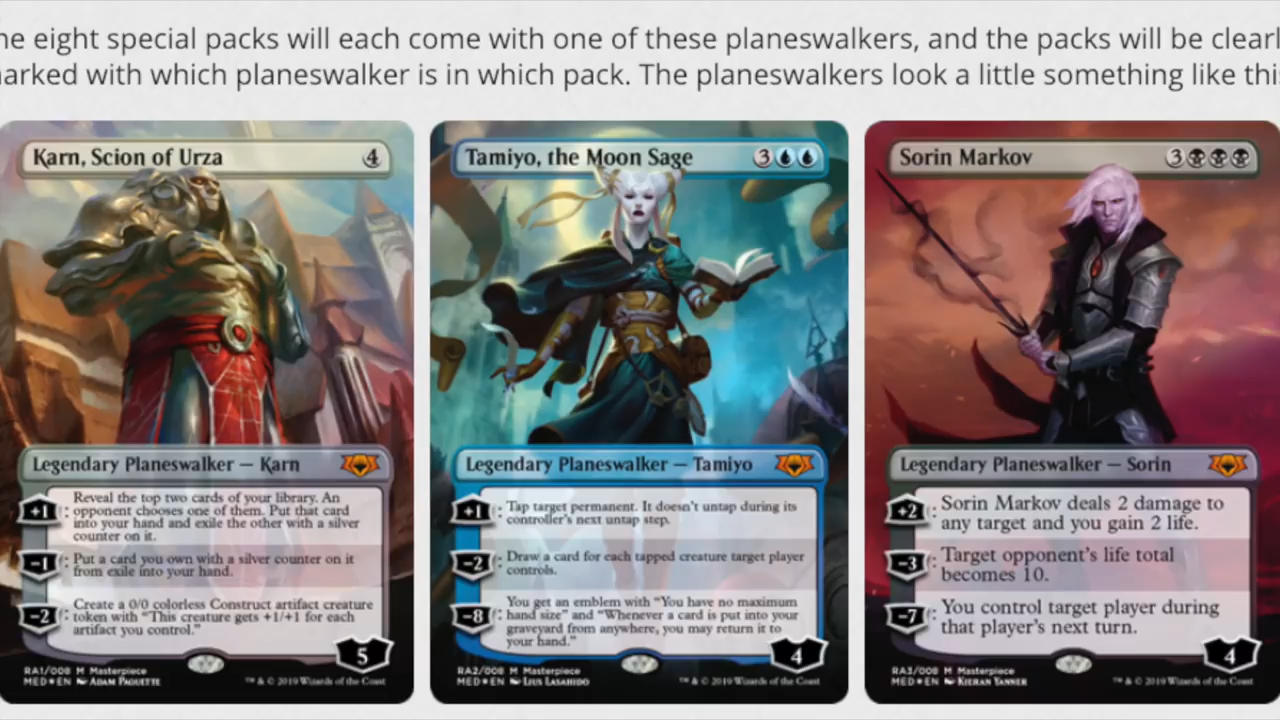 he eight special packs will each come with one of these planeswalkers, and the packs will be clearl
arked with which planeswalker is in which pack. The planeswalkers look a little something like this
Karn, Scion of Urza 4
Legendary Planeswalker — Karn
+1: Reveal the top two cards of your library. An
opponent chooses one of them. Put that card
into your hand and exile the other with a silver
counter on it.
−1: Put a card you own with a silver counter on it
from exile into your hand.
−2: Create a 0/0 colorless Construct artifact creature
token with “This creature gets +1/+1 for each
artifact you control.”
5
RA1/008 M Masterpiece
MED • EN Adam Paquette
™ & © 2019 Wizards of the Coast
Tamiyo, the Moon Sage 3
Legendary Planeswalker — Tamiyo
+1: Tap target permanent. It doesn’t untap during its
controller’s next untap step.
−2: Draw a card for each tapped creature target player
controls.
−8: You get an emblem with “You have no maximum
hand size” and “Whenever a card is put into your
graveyard from anywhere, you may return it to
your hand.”
4
RA2/008 M Masterpiece
MED • EN Lius Lasahido
™ & © 2019 Wizards of the Coast
Sorin Markov 3
Legendary Planeswalker — Sorin
+2: Sorin Markov deals 2 damage to
any target and you gain 2 life.
−3: Target opponent’s life total
becomes 10.
−7: You control target player during
that player’s next turn.
4
RA3/008 M Masterpiece
MED • EN Kieran Yanner
™ & © 2019 Wizards of the Coast